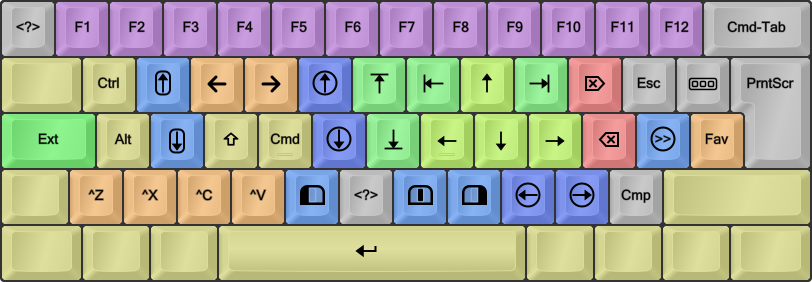 <?> F1 F2 F3 F4 F5 F6 F7 F8 F9 F10 F11 F12 Cmd-Tab
Ctrl Esc PrntScr
Ext Alt Cmd >> Fav
^Z ^X ^C ^V <?> Cmp